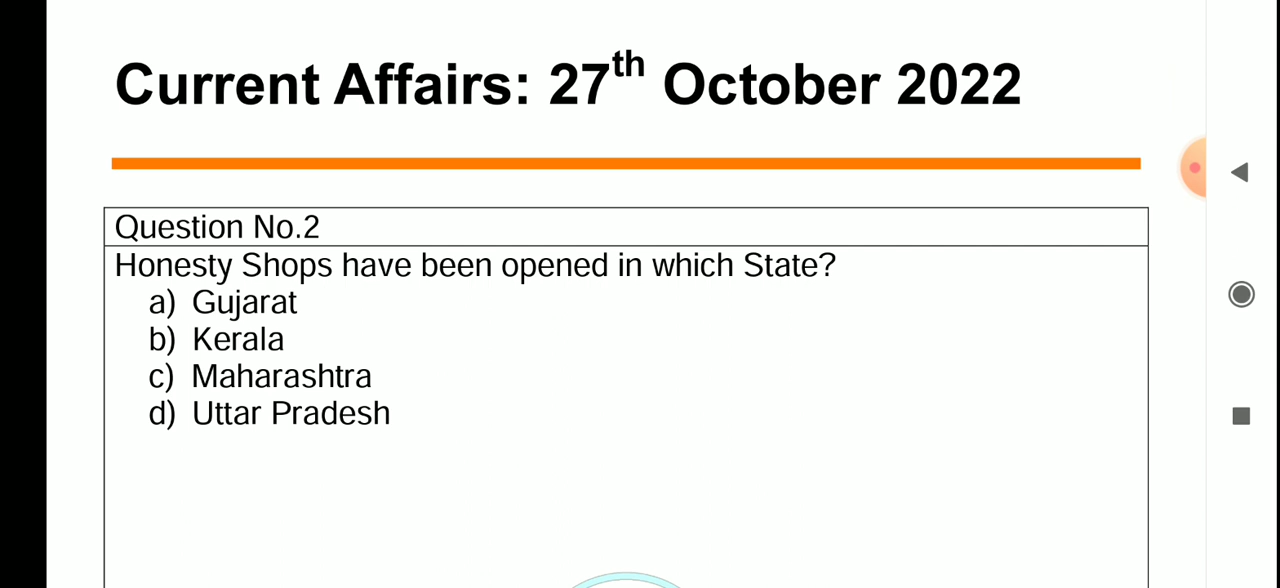 Current Affairs: 27th October 2022
Question No.2
Honesty Shops have been opened in which State?
a) Gujarat
b) Kerala
c) Maharashtra
d) Uttar Pradesh